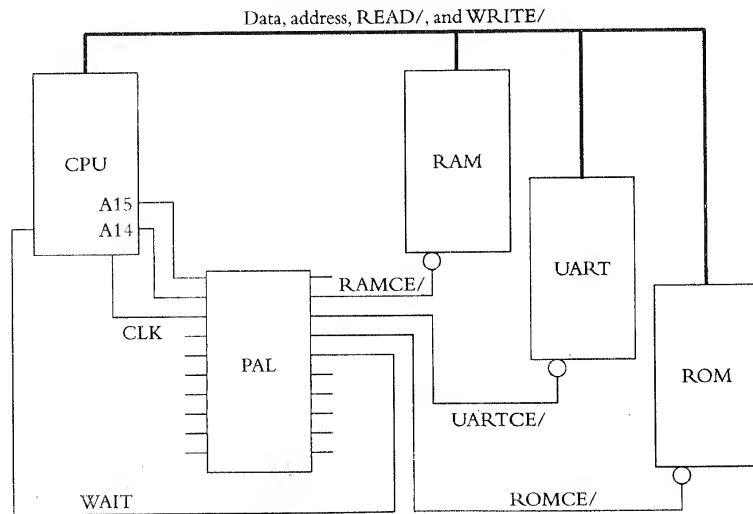 Data, address, READ/, and WRITE/
CPU
RAM
A15
A14
UART
RAMCE/
CLK
PAL
ROM
UARTCE/
WAIT
ROMCE/